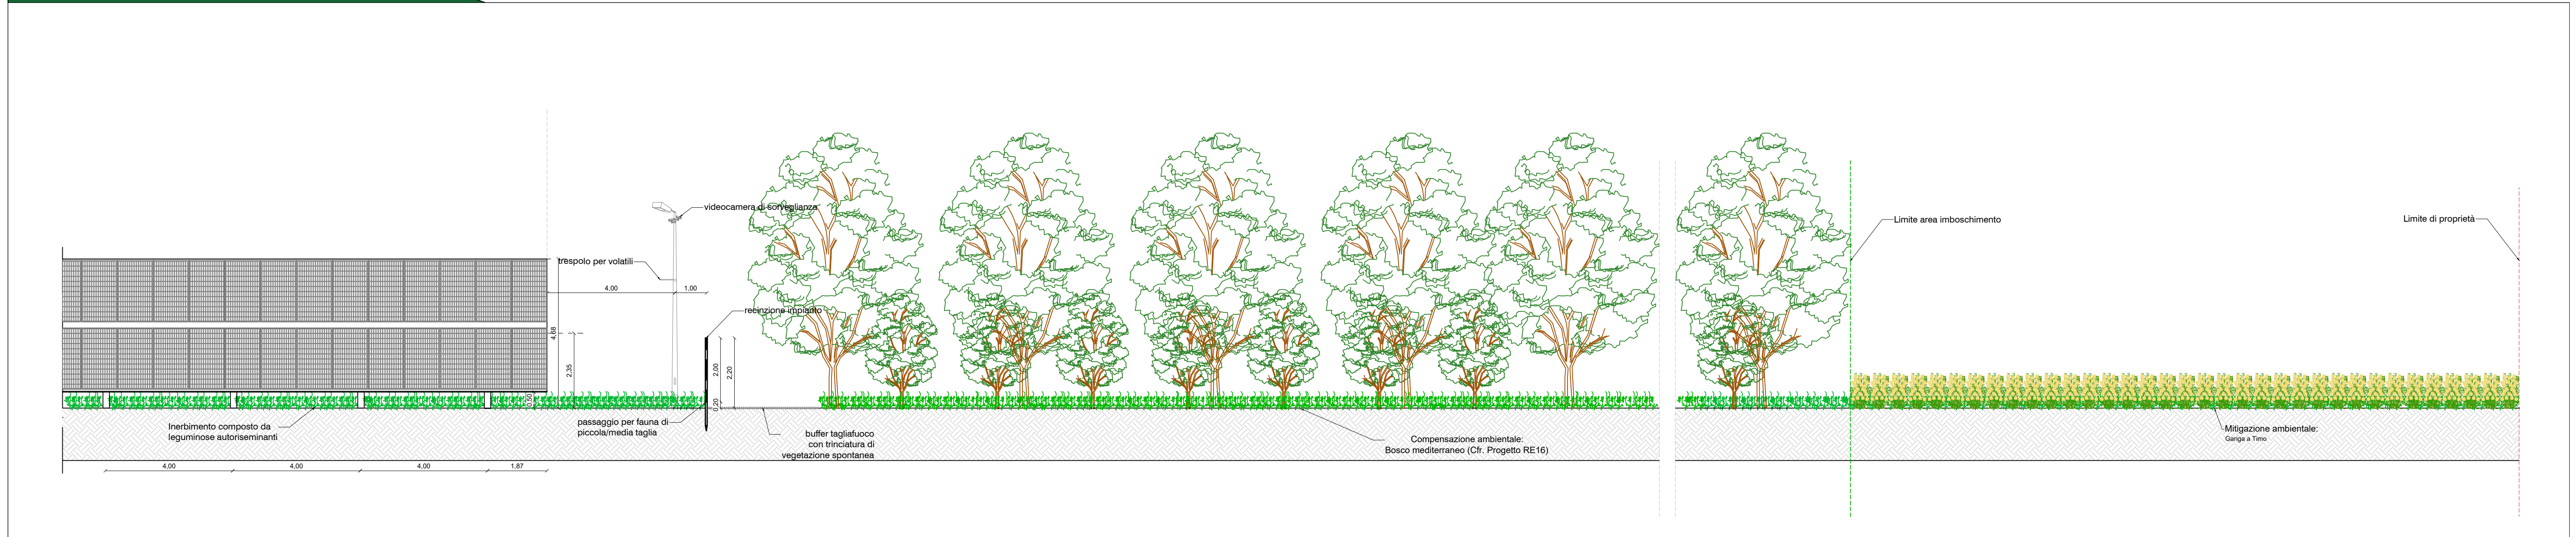 videocamera di sorveglianza
Limite area imboschimento
Limite di proprietà
trespolo per volatili
4,00
1,00
recinzione impianto
4,68
2,35
2,00
2,20
0,50
0,20
Inerbimento composto da
leguminose autoriseminanti
passaggio per fauna di
piccola/media taglia
buffer tagliafuoco
con trinciatura di
vegetazione spontanea
Compensazione ambientale:
Bosco mediterraneo (Cfr. Progetto RE16)
Mitigazione ambientale:
Gariga a Timo
4,00
4,00
4,00
1,87